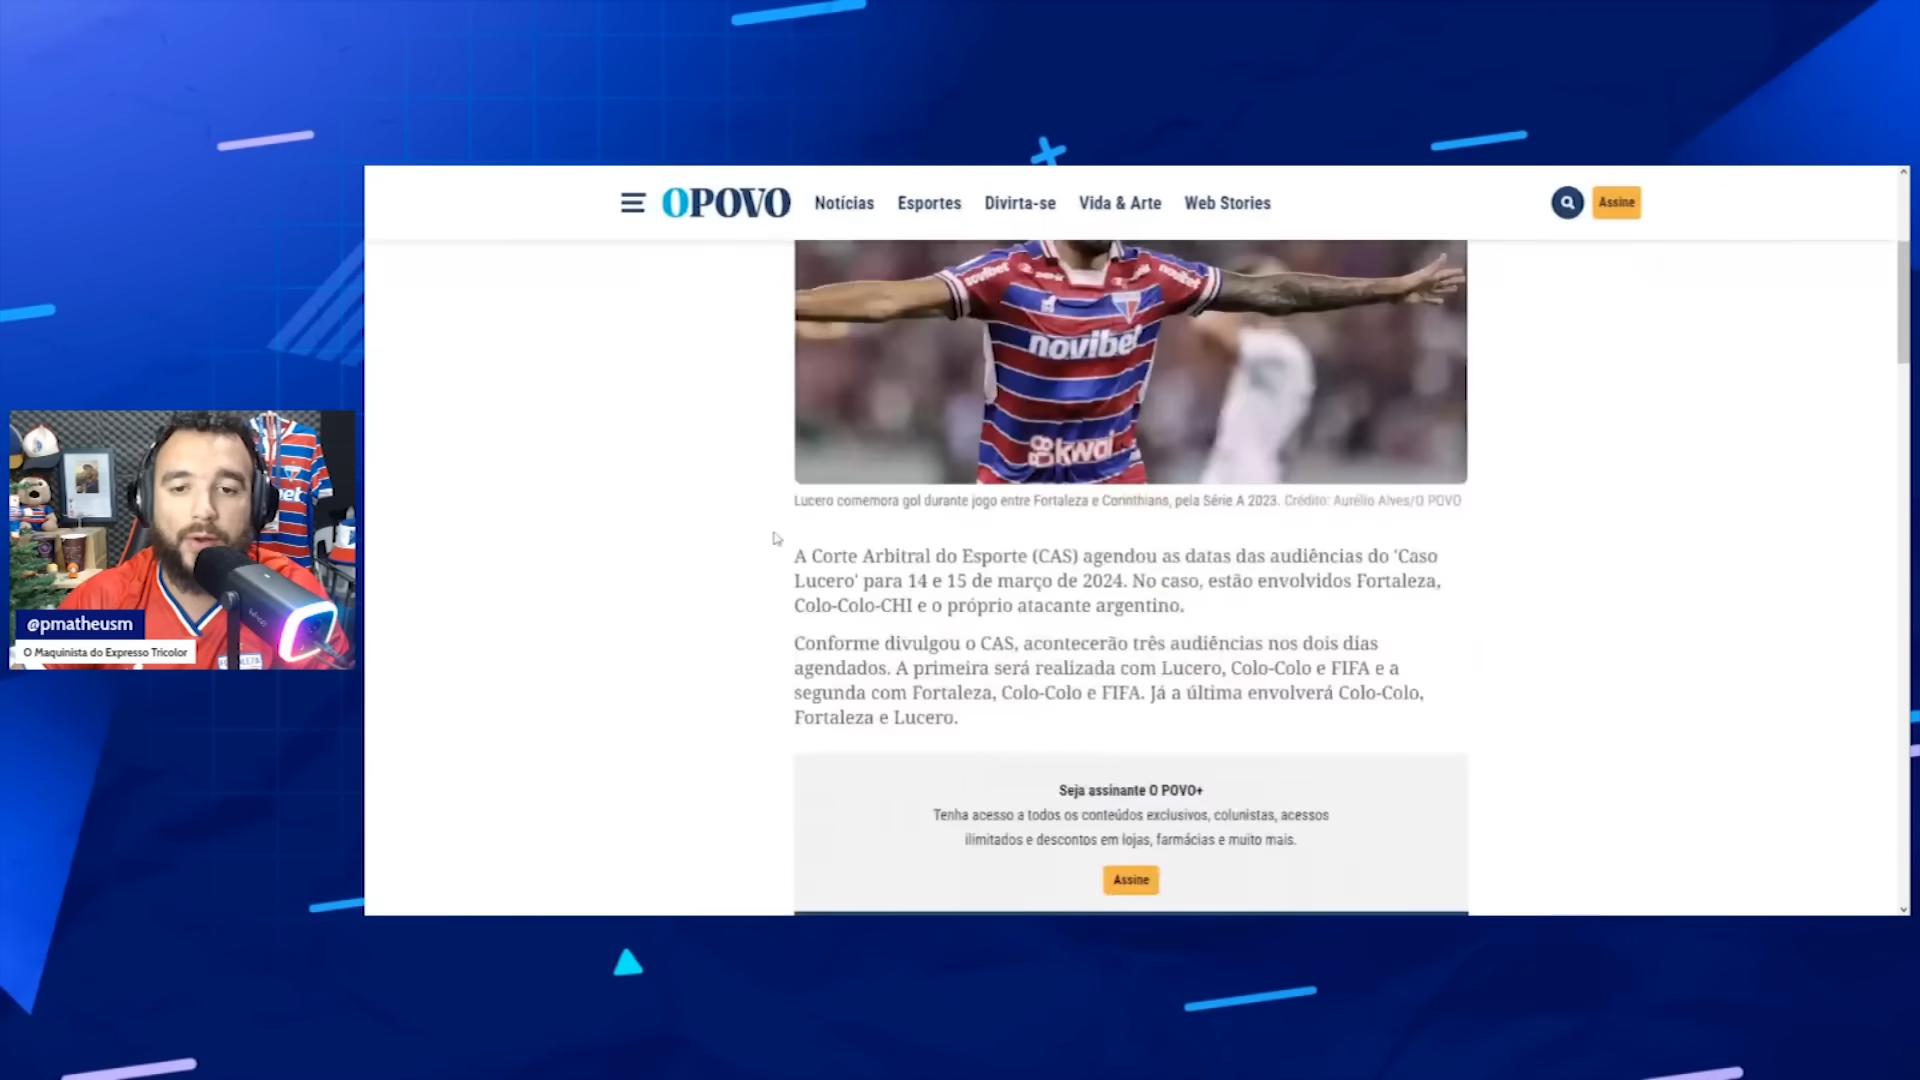 OPOVO
Notícias
Esportes
Divirta-se
Vida & Arte
Web Stories
Assine
novibet
novibet
novibet
kwai
Lucero comemora gol durante jogo entre Fortaleza e Corinthians, pela Série A 2023. Crédito: Aurélio Alves/O POVO
A Corte Arbitral do Esporte (CAS) agendou as datas das audiências do 'Caso
Lucero' para 14 e 15 de março de 2024. No caso, estão envolvidos Fortaleza,
Colo-Colo-CHI e o próprio atacante argentino.
Conforme divulgou o CAS, acontecerão três audiências nos dois dias
agendados. A primeira será realizada com Lucero, Colo-Colo e FIFA e a
segunda com Fortaleza, Colo-Colo e FIFA. Já a última envolverá Colo-Colo,
Fortaleza e Lucero.
Seja assinante O POVO+
Tenha acesso a todos os conteúdos exclusivos, colunistas, acessos
ilimitados e descontos em lojas, farmácias e muito mais.
Assine
@pmatheusm
O Maquinista do Expresso Tricolor